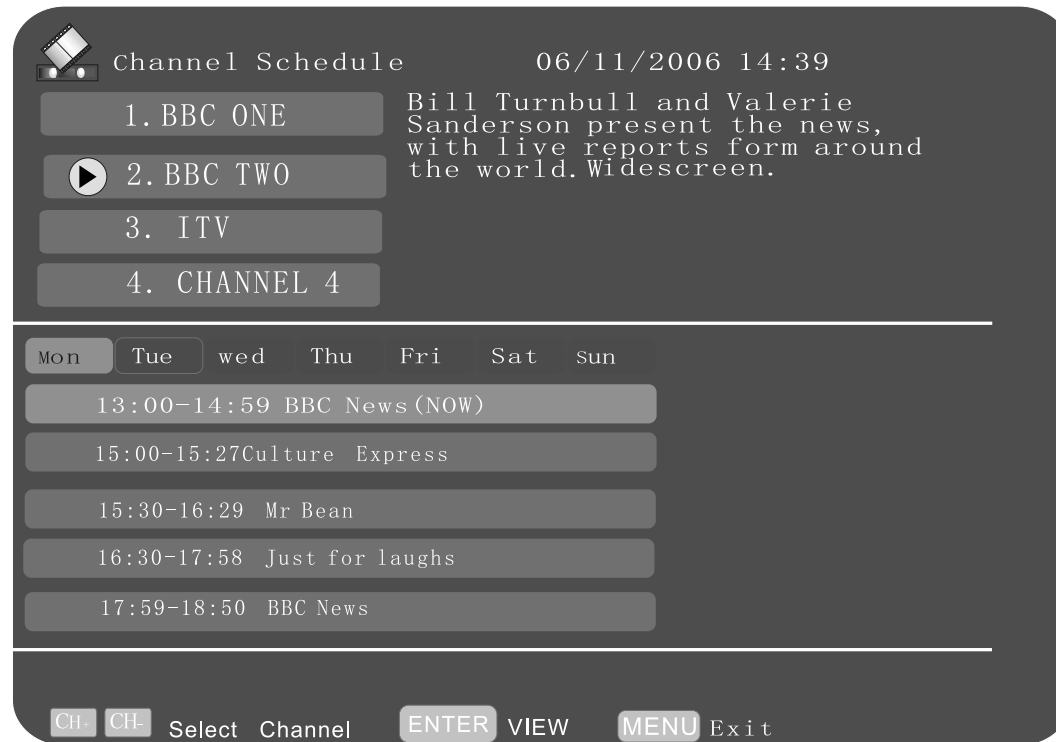 Channel Schedule 06/11/2006 14:39
1.BBC ONE
2.BBC TWO
3. ITV
4. CHANNEL 4
Bill Turnbull and Valerie
Sanderson present the news,
with live reports form around
the world.Widescreen.
Mon Tue wed Thu Fri Sat Sun
13:00-14:59 BBC News(NOW)
15:00-15:27Culture Express
15:30-16:29 Mr Bean
16:30-17:58 Just for laughs
17:59-18:50 BBC News
CH+ CH- Select Channel ENTER VIEW MENU Exit